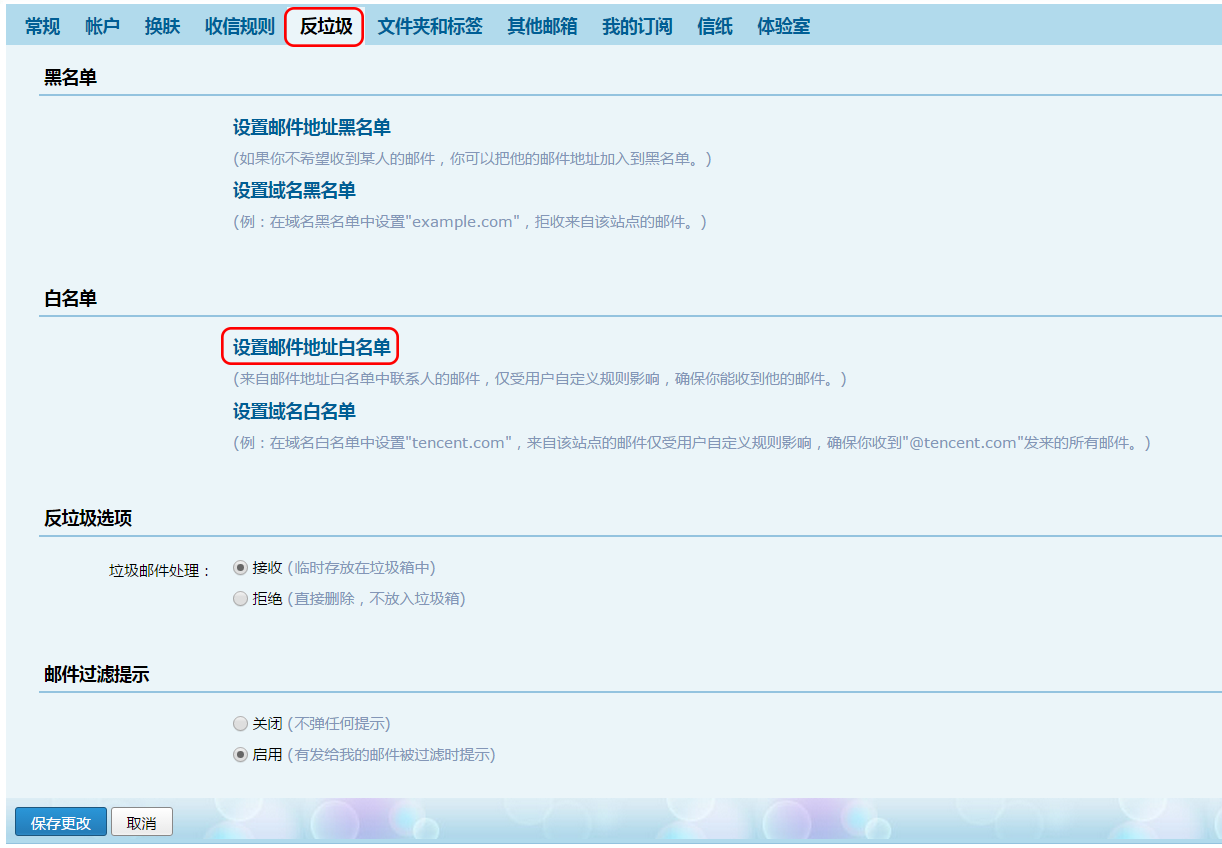 常规 帐户 换肤 收信规则 反垃圾 文件夹和标签 其他邮箱 我的订阅 信纸 体验室
黑名单
设置邮件地址黑名单
(如果你不希望收到某人的邮件，你可以把他的邮件地址加入到黑名单。)
设置域名黑名单
(例：在域名黑名单中设置"example.com"，拒收来自该站点的邮件。)
白名单
设置邮件地址白名单
(来自邮件地址白名单中联系人的邮件，仅受用户自定义规则影响，确保你能收到他的邮件。)
设置域名白名单
(例：在域名白名单中设置"tencent.com"，来自该站点的邮件仅受用户自定义规则影响，确保你收到"@tencent.com"发来的所有邮件。)
反垃圾选项
垃圾邮件处理： 接收 (临时存放在垃圾箱中)
拒绝 (直接删除，不放入垃圾箱)
邮件过滤提示
关闭 (不弹任何提示)
启用 (有发给我的邮件被过滤时提示)
保存更改 取消